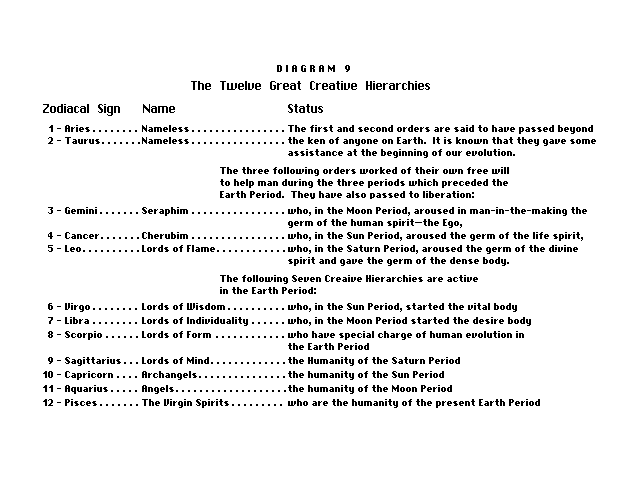 DIAGRAM 9
The Twelve Great Creative Hierarchies
Zodiacal Sign Name Status
1 - Aries........ Nameless................ The first and second orders are said to have passed beyond
2 - Taurus.......Nameless................ the ken of anyone on Earth. It is known that they gave some
assistance at the beginning of our evolution.
The three following orders worked of their own free will
to help man during the three periods which preceded the
Earth Period. They have also passed to liberation:
3 - Gemini....... Seraphim ................who, in the Moon Period, aroused in man-in-the-making the
germ of the human spirit—the Ego,
4 - Cancer....... Cherubim ................who, in the Sun Period, aroused the germ of the life spirit,
5 - Leo.......... Lords of Flame............who, in the Saturn Period, aroused the germ of the divine
spirit and gave the germ of the dense body.
The following Seven Creaive Hierarchies are active
in the Earth Period:
6 - Virgo........ Lords of Wisdom..........who, in the Sun Period, started the vital body
7 - Libra ........ Lords of Individuality ......who, in the Moon Period started the desire body
8 - Scorpio ...... Lords of Form ............who have special charge of human evolution in
the Earth Period
9 - Sagittarius... Lords of Mind.............the Humanity of the Saturn Period
10 - Capricorn .... Archangels...............the humanity of the Sun Period
11 - Aquarius..... Angels...................the humanity of the Moon Period
12 - Pisces....... The Virgin Spirits......... who are the humanity of the present Earth Period